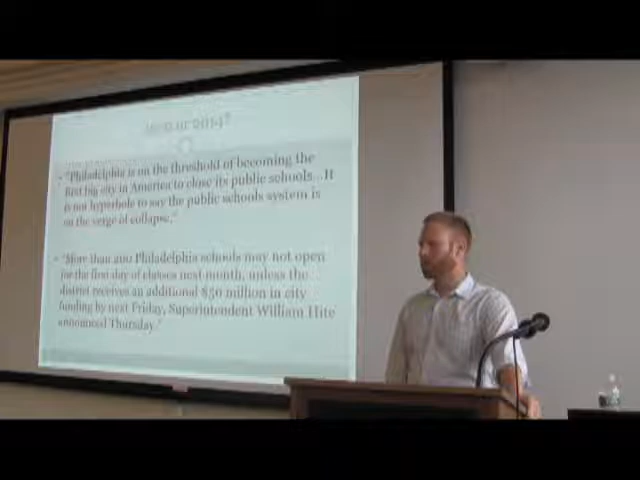 or 2014?
"Philadelphia is on the threshold of becoming the
first big city in America to close its public schools...It
is not hyperbole to say the public schools system is
on the verge of collapse."
"More than 200 Philadelphia schools may not open
for the first day of classes next month, unless the
district receives an additional $50 million in city
funding by next Friday, Superintendent William Hite
announced Thursday."